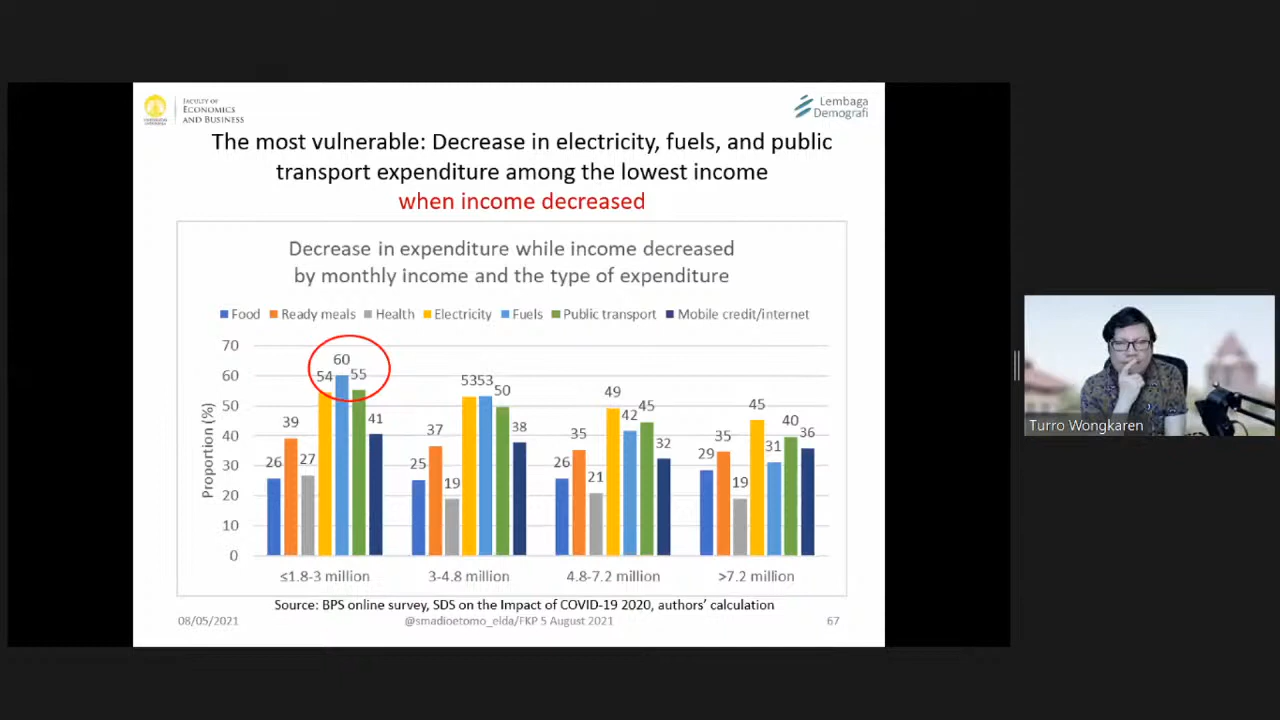 FACULTY OF
ECONOMICS
AND BUSINESS
Lembaga
Demografi
The most vulnerable: Decrease in electricity, fuels, and public
transport expenditure among the lowest income
when income decreased
Decrease in expenditure while income decreased
by monthly income and the type of expenditure
Food Ready meals Health Electricity Fuels Public transport Mobile credit/internet
Proportion (%)
70
60
50
40
30
20
10
0
26 39 27 54 60 55 41
25 37 19 53 53 50 38
26 35 21 49 42 45 32
29 35 19 45 31 40 36
≤1.8-3 million 3-4.8 million 4.8-7.2 million >7.2 million
Source: BPS online survey, SDS on the Impact of COVID-19 2020, authors' calculation
08/05/2021 @smadioetomo_elda/FKP 5 August 2021 67
Turro Wongkaren